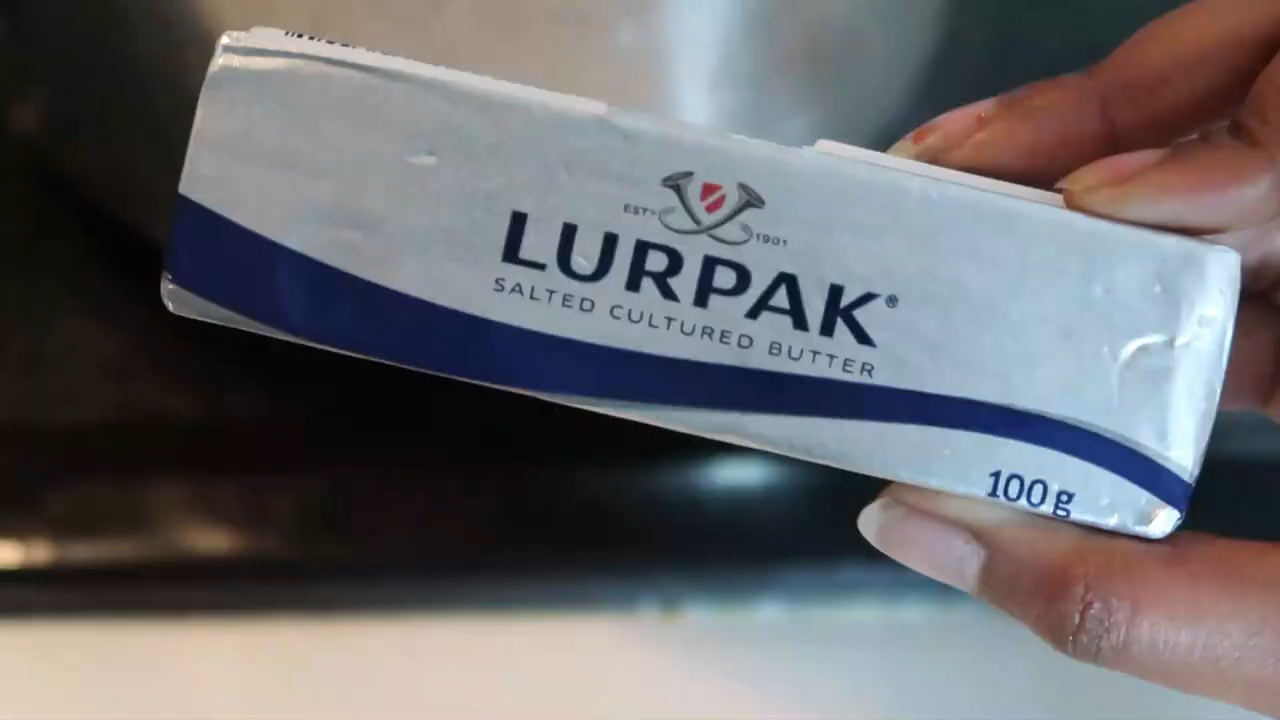 EST° 1901
LURPAK®
SALTED CULTURED BUTTER
100 g